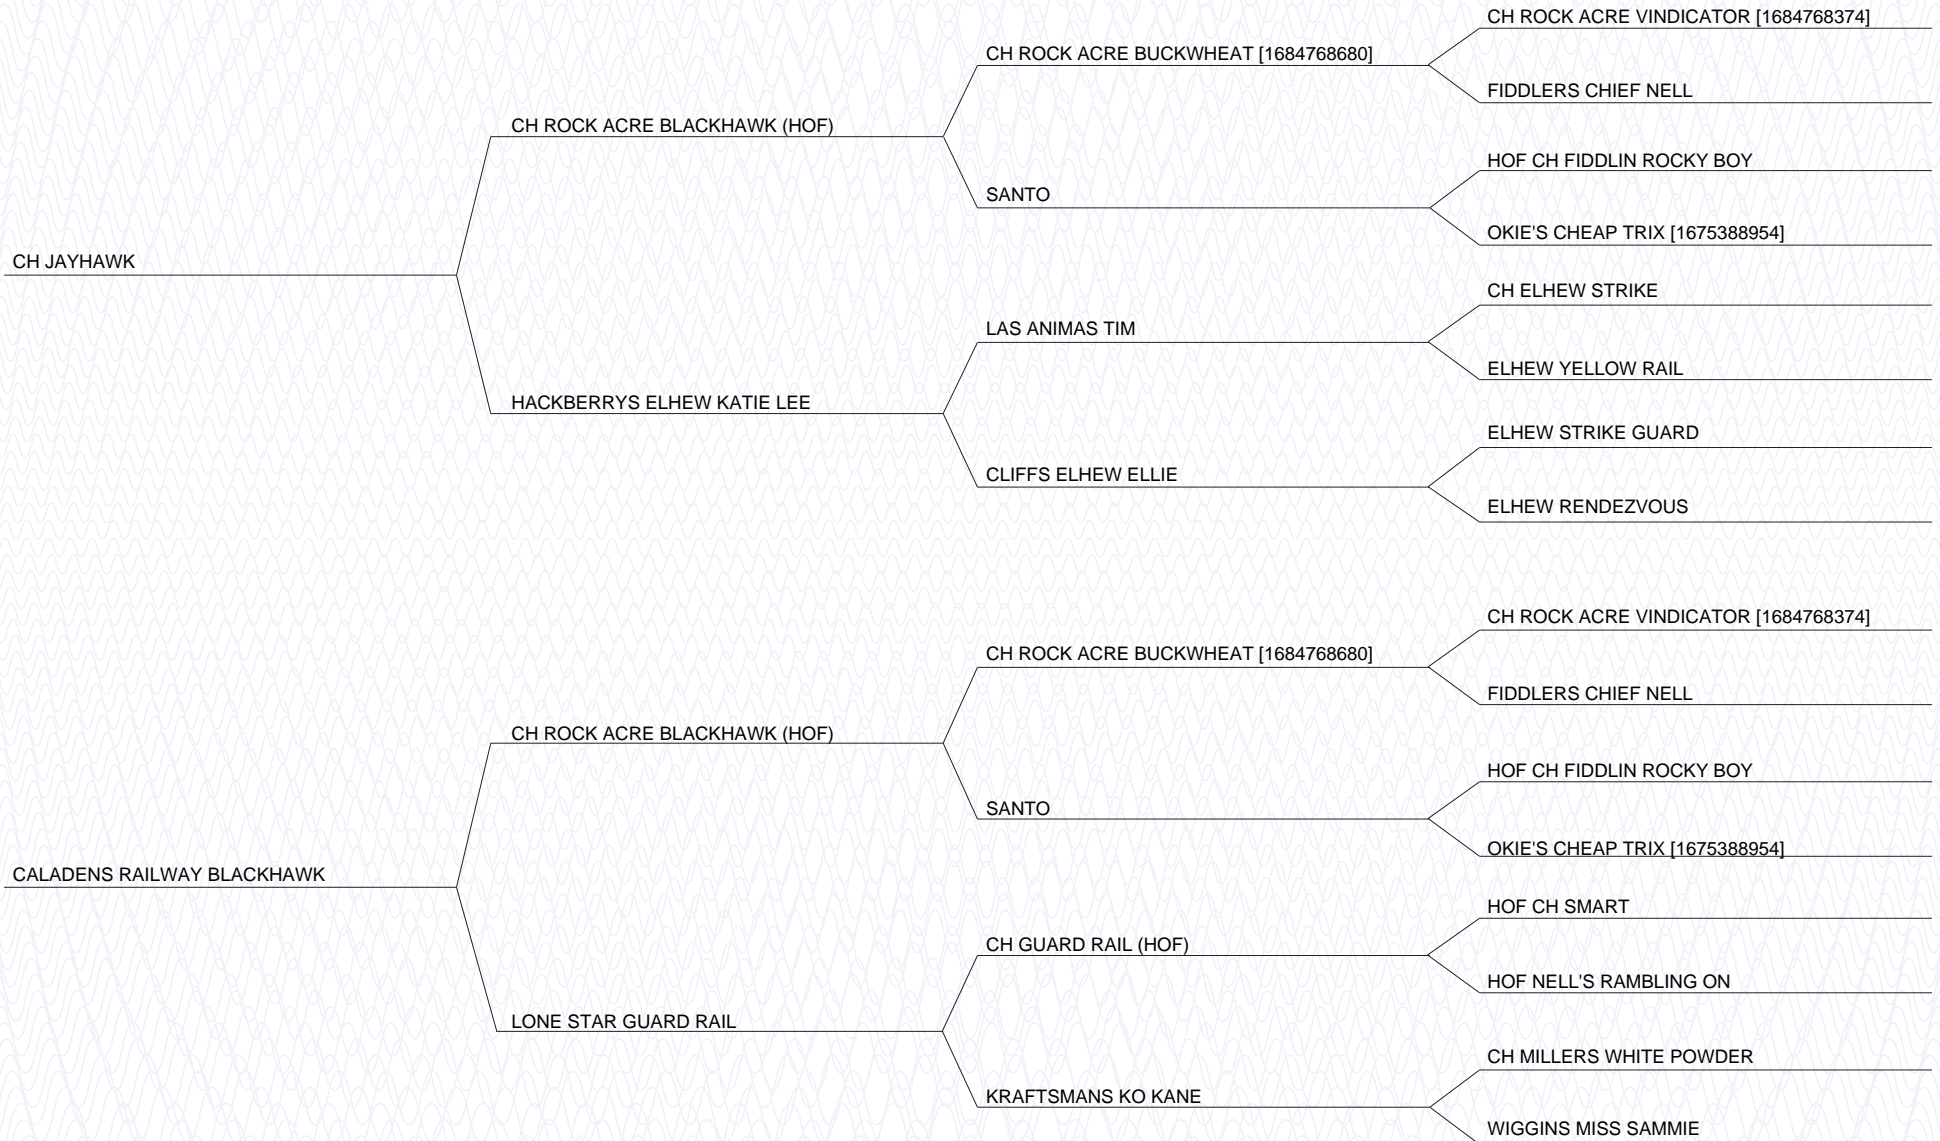 CH ROCK ACRE VINDICATOR [1684768374]
CH ROCK ACRE BUCKWHEAT [1684768680]
FIDDLERS CHIEF NELL
CH ROCK ACRE BLACKHAWK (HOF)
HOF CH FIDDLIN ROCKY BOY
SANTO
OKIE'S CHEAP TRIX [1675388954]
CH JAYHAWK
CH ELHEW STRIKE
LAS ANIMAS TIM
ELHEW YELLOW RAIL
HACKBERRYS ELHEW KATIE LEE
ELHEW STRIKE GUARD
CLIFFS ELHEW ELLIE
ELHEW RENDEZVOUS
CH ROCK ACRE VINDICATOR [1684768374]
CH ROCK ACRE BUCKWHEAT [1684768680]
FIDDLERS CHIEF NELL
CH ROCK ACRE BLACKHAWK (HOF)
HOF CH FIDDLIN ROCKY BOY
SANTO
OKIE'S CHEAP TRIX [1675388954]
CALADENS RAILWAY BLACKHAWK
HOF CH SMART
CH GUARD RAIL (HOF)
HOF NELL'S RAMBLING ON
LONE STAR GUARD RAIL
CH MILLERS WHITE POWDER
KRAFTSMANS KO KANE
WIGGINS MISS SAMMIE